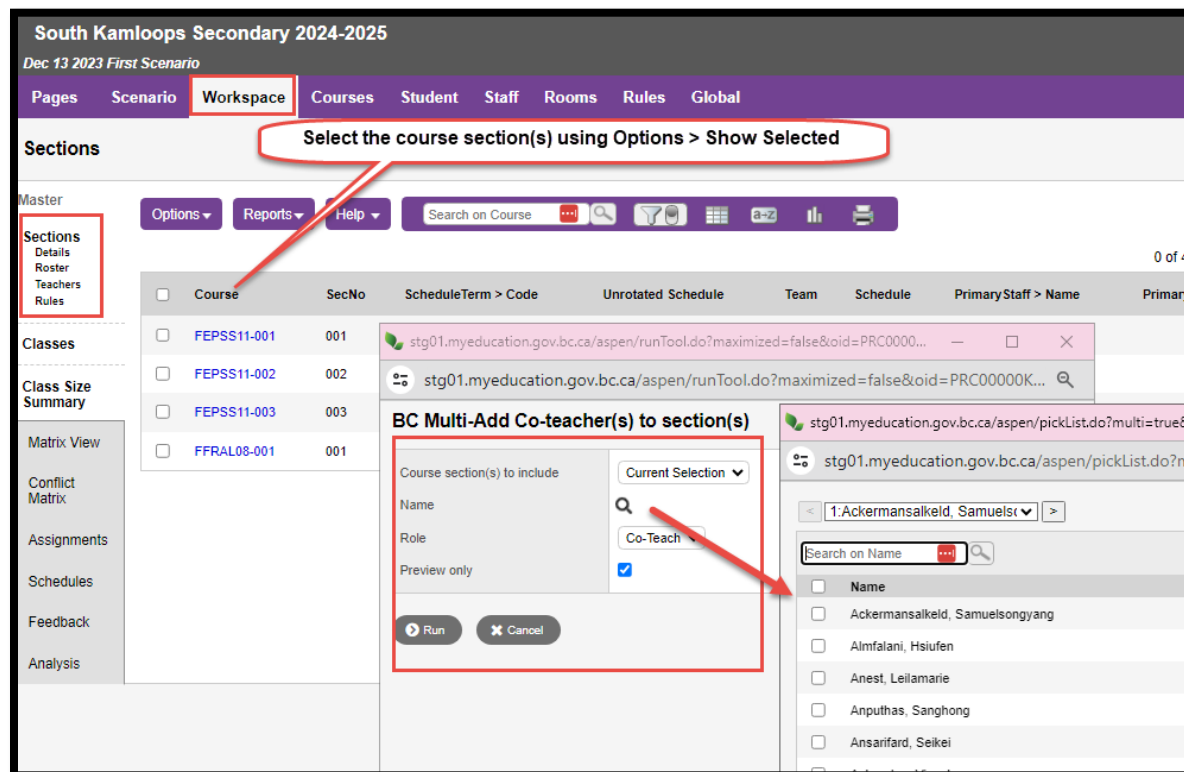 South Kamloops Secondary 2024-2025
Dec 13 2023 First Scenario
Pages Scenario Workspace Courses Student Staff Rooms Rules Global
Select the course section(s) using Options > Show Selected
Sections
Master
Sections
Details
Roster
Teachers
Rules
Classes
Class Size
Summary
Matrix View
Conflict
Matrix
Assignments
Schedules
Feedback
Analysis
Options Reports Help Search on Course a→z
0 of 4
Course SecNo ScheduleTerm > Code Unrotated Schedule Team Schedule PrimaryStaff > Name Primary
FEPSS11-001 001
FEPSS11-002 002
FEPSS11-003 003
FFRAL08-001 001
stg01.myeducation.gov.bc.ca/aspen/runTool.do?maximized=false&oid=PRC0000...
stg01.myeducation.gov.bc.ca/aspen/runTool.do?maximized=false&oid=PRC00000K...
BC Multi-Add Co-teacher(s) to section(s)
Course section(s) to include Current Selection
Name
Role Co-Teach
Preview only
Run Cancel
stg01.myeducation.gov.bc.ca/aspen/pickList.do?multi=true&
stg01.myeducation.gov.bc.ca/aspen/pickList.do?m
< 1:Ackermansalkeld, Samuelsc >
Search on Name
Name
Ackermansalkeld, Samuelsongyang
Almfalani, Hsiufen
Anest, Leilamarie
Anputhas, Sanghong
Ansarifard, Seikei